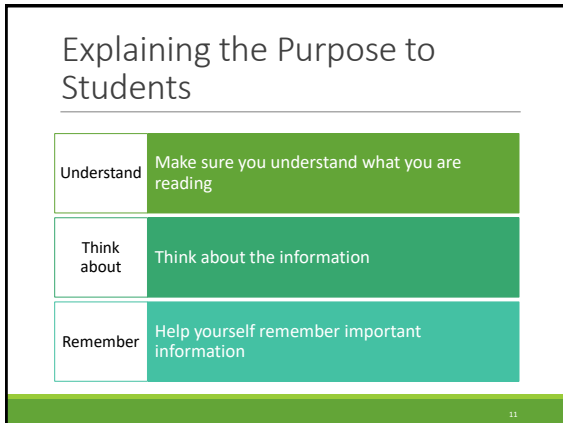 Explaining the Purpose to
Students
Understand
Make sure you understand what you are
reading
Think
about
Think about the information
Remember
Help yourself remember important
information
11